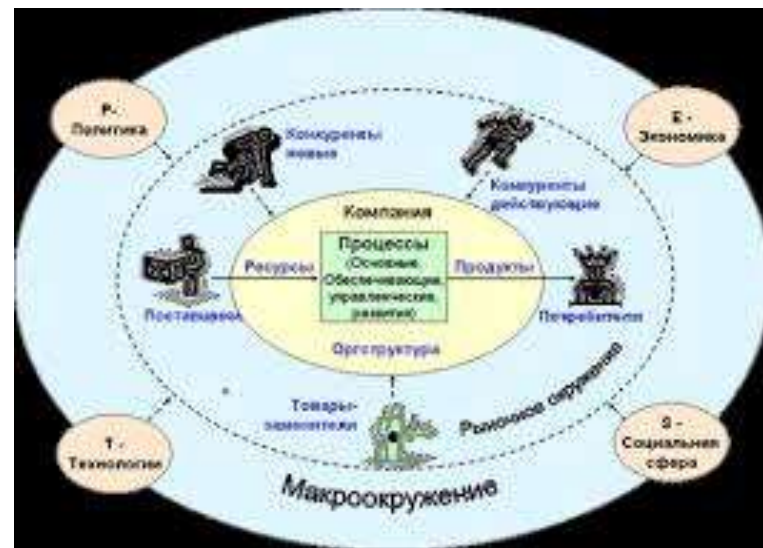 P-
Политика
E -
Экономика
Конкуренты
новые
Конкуренты
действующие
Компания
Процессы
(Основные,
Обеспечивающие,
управленческие,
развития)
Ресурсы
Продукты
Поставщики
Потребители
Оргструктура
Товары-
заменители
Рыночное окружение
T -
Технологии
S -
Социальная
сфера
Макроокружение